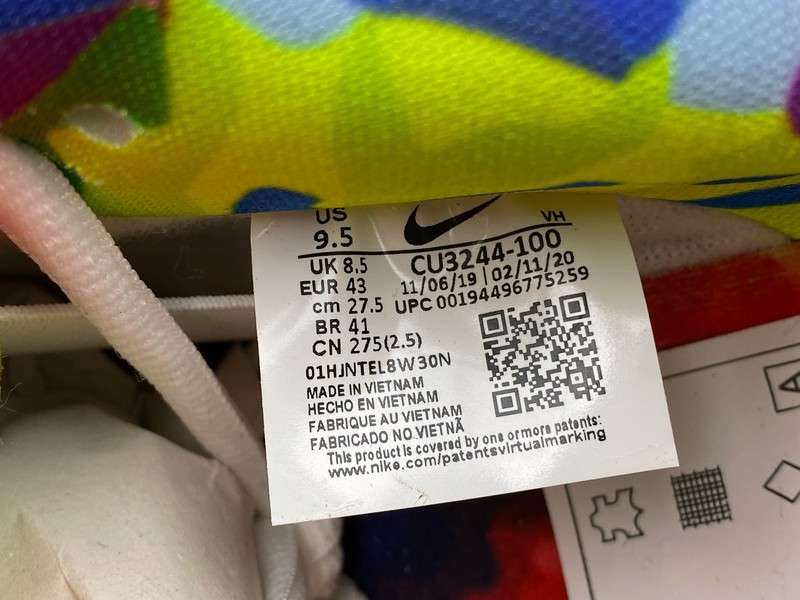 US
VH
9.5
CU3244-100
UK 8.5
11/06/19 | 02/11/20
EUR 43
UPC 00194496775259
cm 27.5
BR 41
CN 275(2.5)
01HJNTEL8W30N
MADE IN VIETNAM
HECHO EN VIETNAM
FABRIQUE AU VIETNAM
FABRICADO NO VIETNÃ
This product is covered by one or more patents:
www.nike.com/patentsvirtualmarking
A